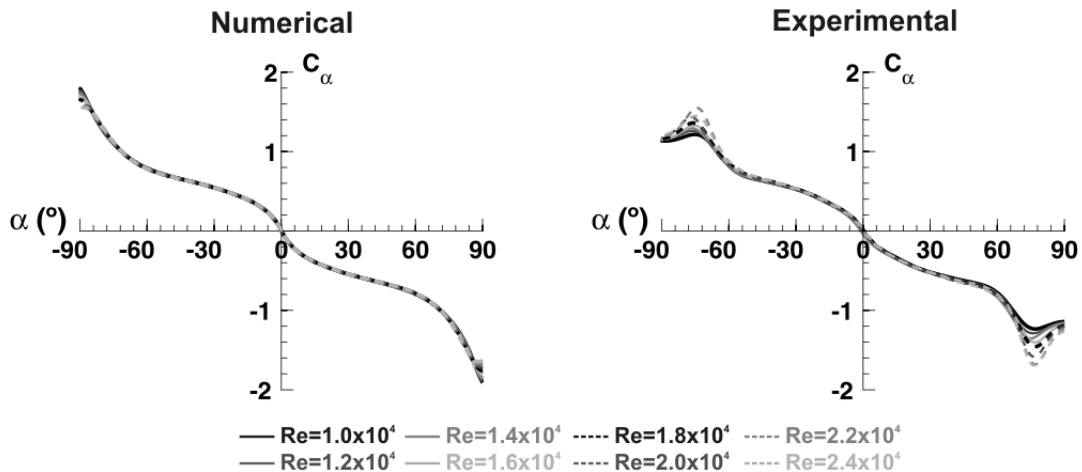 Numerical
Experimental
2
Cα
1
α (º)
-90 -60 -30 0 30 60 90
-1
-2
2
Cα
1
α (º)
-90 -60 -30 0 30 60 90
-1
-2
Re=1.0x10⁴ Re=1.4x10⁴ Re=1.8x10⁴ Re=2.2x10⁴
Re=1.2x10⁴ Re=1.6x10⁴ Re=2.0x10⁴ Re=2.4x10⁴